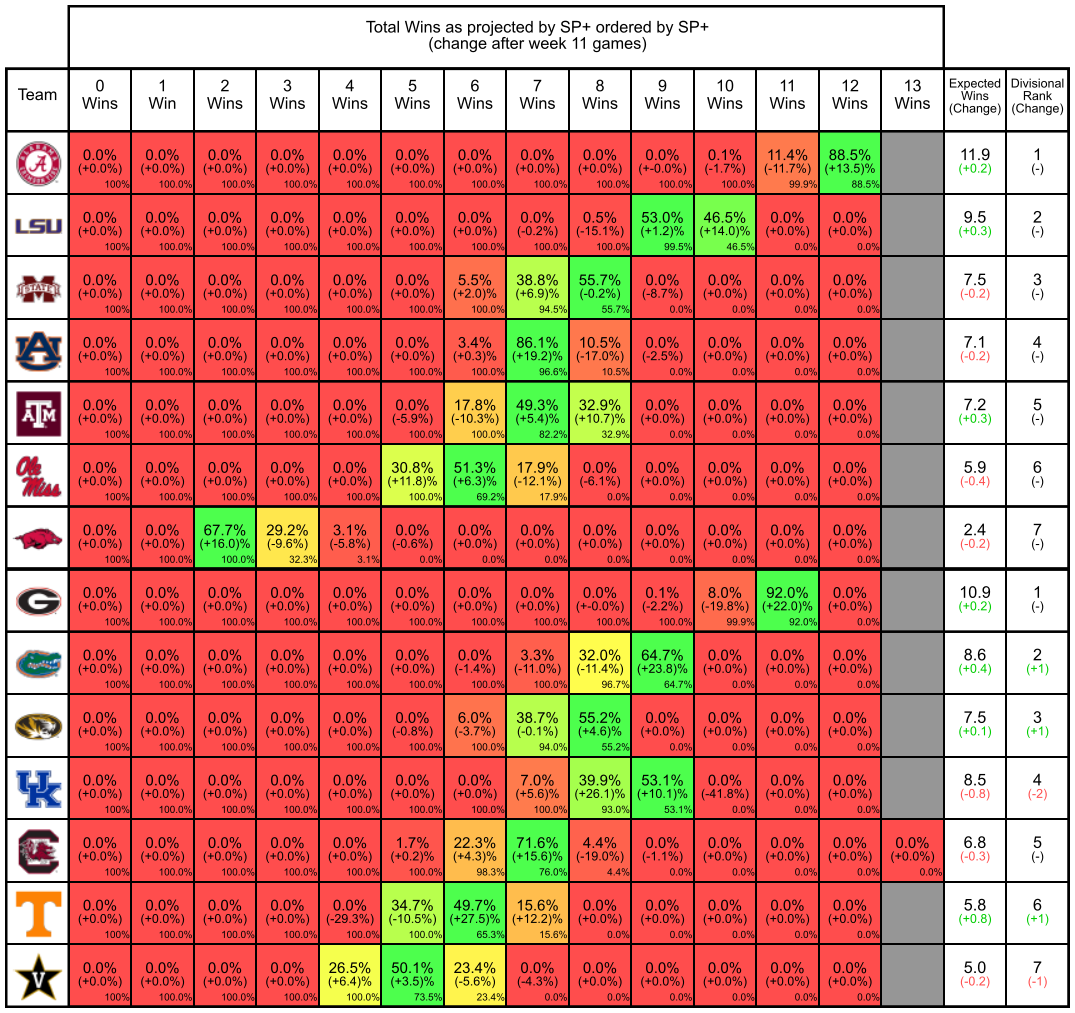 Total Wins as projected by SP+ ordered by SP+
(change after week 11 games)
Team 0 Wins 1 Win 2 Wins 3 Wins 4 Wins 5 Wins 6 Wins 7 Wins 8 Wins 9 Wins 10 Wins 11 Wins 12 Wins 13 Wins Expected Wins (Change) Divisional Rank (Change)
A 0.0% 0.0% 0.0% 0.0% 0.0% 0.0% 0.0% 0.0% 0.0% 0.0% 0.1% 11.4% 88.5% 11.9 1
(+0.0%) (+0.0%) (+0.0%) (+0.0%) (+0.0%) (+0.0%) (+0.0%) (+0.0%) (+0.0%) (+-0.0%) (-1.7%) (-11.7%) (+13.5)% (+0.2) (-)
100% 100.0% 100.0% 100.0% 100.0% 100.0% 100.0% 100.0% 100.0% 100.0% 100.0% 99.9% 88.5%
LSU 0.0% 0.0% 0.0% 0.0% 0.0% 0.0% 0.0% 0.0% 0.5% 53.0% 46.5% 0.0% 0.0% 9.5 2
(+0.0%) (+0.0%) (+0.0%) (+0.0%) (+0.0%) (+0.0%) (+0.0%) (-0.2%) (-15.1%) (+1.2)% (+14.0)% (+0.0%) (+0.0%) (+0.3) (-)
100% 100.0% 100.0% 100.0% 100.0% 100.0% 100.0% 100.0% 100.0% 99.5% 46.5% 0.0% 0.0%
STATE 0.0% 0.0% 0.0% 0.0% 0.0% 0.0% 5.5% 38.8% 55.7% 0.0% 0.0% 0.0% 0.0% 7.5 3
(+0.0%) (+0.0%) (+0.0%) (+0.0%) (+0.0%) (+0.0%) (+2.0)% (+6.9)% (-0.2)% (-8.7%) (+0.0%) (+0.0%) (+0.0%) (-0.2) (-)
100% 100.0% 100.0% 100.0% 100.0% 100.0% 100.0% 94.5% 55.7% 0.0% 0.0% 0.0% 0.0%
AU 0.0% 0.0% 0.0% 0.0% 0.0% 0.0% 3.4% 86.1% 10.5% 0.0% 0.0% 0.0% 0.0% 7.1 4
(+0.0%) (+0.0%) (+0.0%) (+0.0%) (+0.0%) (+0.0%) (+0.3)% (+19.2)% (-17.0%) (-2.5%) (+0.0%) (+0.0%) (+0.0%) (-0.2) (-)
100% 100.0% 100.0% 100.0% 100.0% 100.0% 100.0% 96.6% 10.5% 0.0% 0.0% 0.0% 0.0%
ATM 0.0% 0.0% 0.0% 0.0% 0.0% 0.0% 17.8% 49.3% 32.9% 0.0% 0.0% 0.0% 0.0% 7.2 5
(+0.0%) (+0.0%) (+0.0%) (+0.0%) (+0.0%) (-5.9%) (-10.3%) (+5.4)% (+10.7)% (+0.0%) (+0.0%) (+0.0%) (+0.0%) (+0.3) (-)
100% 100.0% 100.0% 100.0% 100.0% 100.0% 100.0% 82.2% 32.9% 0.0% 0.0% 0.0% 0.0%
Ole Miss 0.0% 0.0% 0.0% 0.0% 0.0% 30.8% 51.3% 17.9% 0.0% 0.0% 0.0% 0.0% 0.0% 5.9 6
(+0.0%) (+0.0%) (+0.0%) (+0.0%) (+0.0%) (+11.8)% (+6.3)% (-12.1%) (-6.1%) (+0.0%) (+0.0%) (+0.0%) (+0.0%) (-0.4) (-)
100% 100.0% 100.0% 100.0% 100.0% 100.0% 69.2% 17.9% 0.0% 0.0% 0.0% 0.0% 0.0%
0.0% 0.0% 67.7% 29.2% 3.1% 0.0% 0.0% 0.0% 0.0% 0.0% 0.0% 0.0% 0.0% 2.4 7
(+0.0%) (+0.0%) (+16.0)% (-9.6%) (-5.8%) (-0.6%) (+0.0%) (+0.0%) (+0.0%) (+0.0%) (+0.0%) (+0.0%) (+0.0%) (-0.2) (-)
100% 100.0% 100.0% 32.3% 3.1% 0.0% 0.0% 0.0% 0.0% 0.0% 0.0% 0.0% 0.0%
G 0.0% 0.0% 0.0% 0.0% 0.0% 0.0% 0.0% 0.0% 0.0% 0.1% 8.0% 92.0% 0.0% 10.9 1
(+0.0%) (+0.0%) (+0.0%) (+0.0%) (+0.0%) (+0.0%) (+0.0%) (+0.0%) (+-0.0%) (-2.2%) (-19.8%) (+22.0)% (+0.0%) (+0.2) (-)
100% 100.0% 100.0% 100.0% 100.0% 100.0% 100.0% 100.0% 100.0% 100.0% 99.9% 92.0% 0.0%
0.0% 0.0% 0.0% 0.0% 0.0% 0.0% 0.0% 3.3% 32.0% 64.7% 0.0% 0.0% 0.0% 8.6 2
(+0.0%) (+0.0%) (+0.0%) (+0.0%) (+0.0%) (+0.0%) (-1.4%) (-11.0%) (-11.4%) (+23.8)% (+0.0%) (+0.0%) (+0.0%) (+0.4) (+1)
100% 100.0% 100.0% 100.0% 100.0% 100.0% 100.0% 100.0% 96.7% 64.7% 0.0% 0.0% 0.0%
0.0% 0.0% 0.0% 0.0% 0.0% 0.0% 6.0% 38.7% 55.2% 0.0% 0.0% 0.0% 0.0% 7.5 3
(+0.0%) (+0.0%) (+0.0%) (+0.0%) (+0.0%) (-0.8%) (-3.7%) (-0.1%) (+4.6)% (+0.0%) (+0.0%) (+0.0%) (+0.0%) (+0.1) (+1)
100% 100.0% 100.0% 100.0% 100.0% 100.0% 100.0% 94.0% 55.2% 0.0% 0.0% 0.0% 0.0%
UK 0.0% 0.0% 0.0% 0.0% 0.0% 0.0% 0.0% 7.0% 39.9% 53.1% 0.0% 0.0% 0.0% 8.5 4
(+0.0%) (+0.0%) (+0.0%) (+0.0%) (+0.0%) (+0.0%) (+0.0%) (+5.6)% (+26.1)% (+10.1)% (-41.8%) (+0.0%) (+0.0%) (-0.8) (-2)
100% 100.0% 100.0% 100.0% 100.0% 100.0% 100.0% 100.0% 93.0% 53.1% 0.0% 0.0% 0.0%
C 0.0% 0.0% 0.0% 0.0% 0.0% 1.7% 22.3% 71.6% 4.4% 0.0% 0.0% 0.0% 0.0% 0.0% 6.8 5
(+0.0%) (+0.0%) (+0.0%) (+0.0%) (+0.0%) (+0.2)% (+4.3)% (+15.6)% (-19.0%) (-1.1%) (+0.0%) (+0.0%) (+0.0%) (+0.0%) (-0.3) (-)
100% 100.0% 100.0% 100.0% 100.0% 100.0% 98.3% 76.0% 4.4% 0.0% 0.0% 0.0% 0.0% 0.0%
T 0.0% 0.0% 0.0% 0.0% 0.0% 34.7% 49.7% 15.6% 0.0% 0.0% 0.0% 0.0% 0.0% 5.8 6
(+0.0%) (+0.0%) (+0.0%) (+0.0%) (-29.3%) (-10.5%) (+27.5)% (+12.2)% (+0.0%) (+0.0%) (+0.0%) (+0.0%) (+0.0%) (+0.8) (+1)
100% 100.0% 100.0% 100.0% 100.0% 100.0% 65.3% 15.6% 0.0% 0.0% 0.0% 0.0% 0.0%
V 0.0% 0.0% 0.0% 0.0% 26.5% 50.1% 23.4% 0.0% 0.0% 0.0% 0.0% 0.0% 0.0% 5.0 7
(+0.0%) (+0.0%) (+0.0%) (+0.0%) (+6.4)% (+3.5)% (-5.6%) (-4.3%) (+0.0%) (+0.0%) (+0.0%) (+0.0%) (+0.0%) (-0.2) (-1)
100% 100.0% 100.0% 100.0% 100.0% 73.5% 23.4% 0.0% 0.0% 0.0% 0.0% 0.0% 0.0%